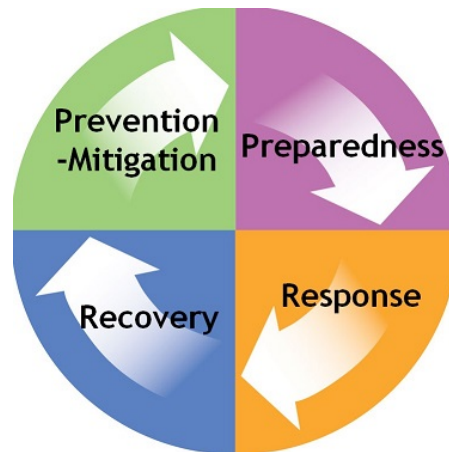 Prevention
-Mitigation
Preparedness
Response
Recovery